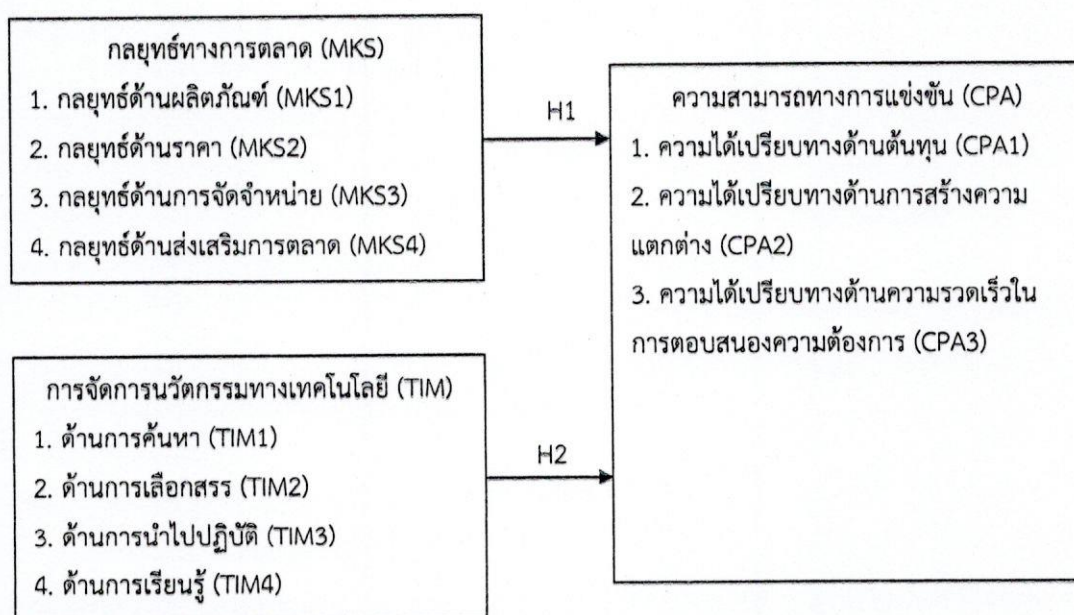 กลยุทธ์ทางการตลาด (MKS)
1. กลยุทธ์ด้านผลิตภัณฑ์ (MKS1)
2. กลยุทธ์ด้านราคา (MKS2)
3. กลยุทธ์ด้านการจัดจำหน่าย (MKS3)
4. กลยุทธ์ด้านส่งเสริมการตลาด (MKS4)
H1
ความสามารถทางการแข่งขัน (CPA)
1. ความได้เปรียบทางด้านต้นทุน (CPA1)
2. ความได้เปรียบทางด้านการสร้างความ
แตกต่าง (CPA2)
3. ความได้เปรียบทางด้านความรวดเร็วใน
การตอบสนองความต้องการ (CPA3)
การจัดการนวัตกรรมทางเทคโนโลยี (TIM)
1. ด้านการค้นหา (TIM1)
2. ด้านการเลือกสรร (TIM2)
3. ด้านการนำไปปฏิบัติ (TIM3)
4. ด้านการเรียนรู้ (TIM4)
H2